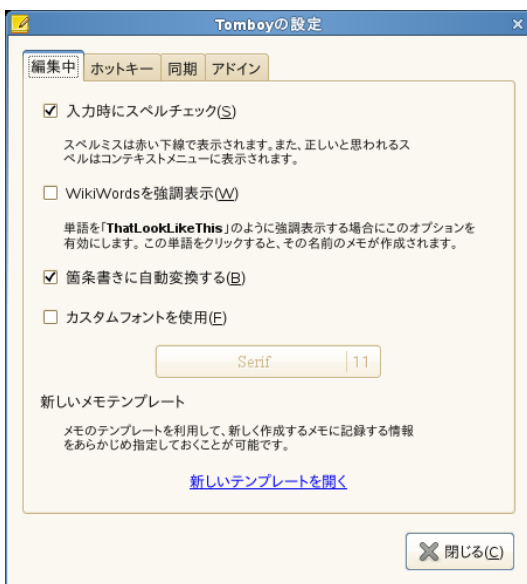 Tomboyの設定
編集中 ホットキー 同期 アドイン
入力時にスペルチェック(S)
スペルミスは赤い下線で表示されます。また、正しいと思われるス
ペルはコンテキストメニューに表示されます。
WikiWordsを強調表示(W)
単語を「ThatLookLikeThis」のように強調表示する場合にこのオプションを
有効にします。この単語をクリックすると、その名前のメモが作成されます。
箇条書きに自動変換する(B)
カスタムフォントを使用(F)
Serif 11
新しいメモテンプレート
メモのテンプレートを利用して、新しく作成するメモに記録する情報
をあらかじめ指定しておくことが可能です。
新しいテンプレートを開く
閉じる(C)